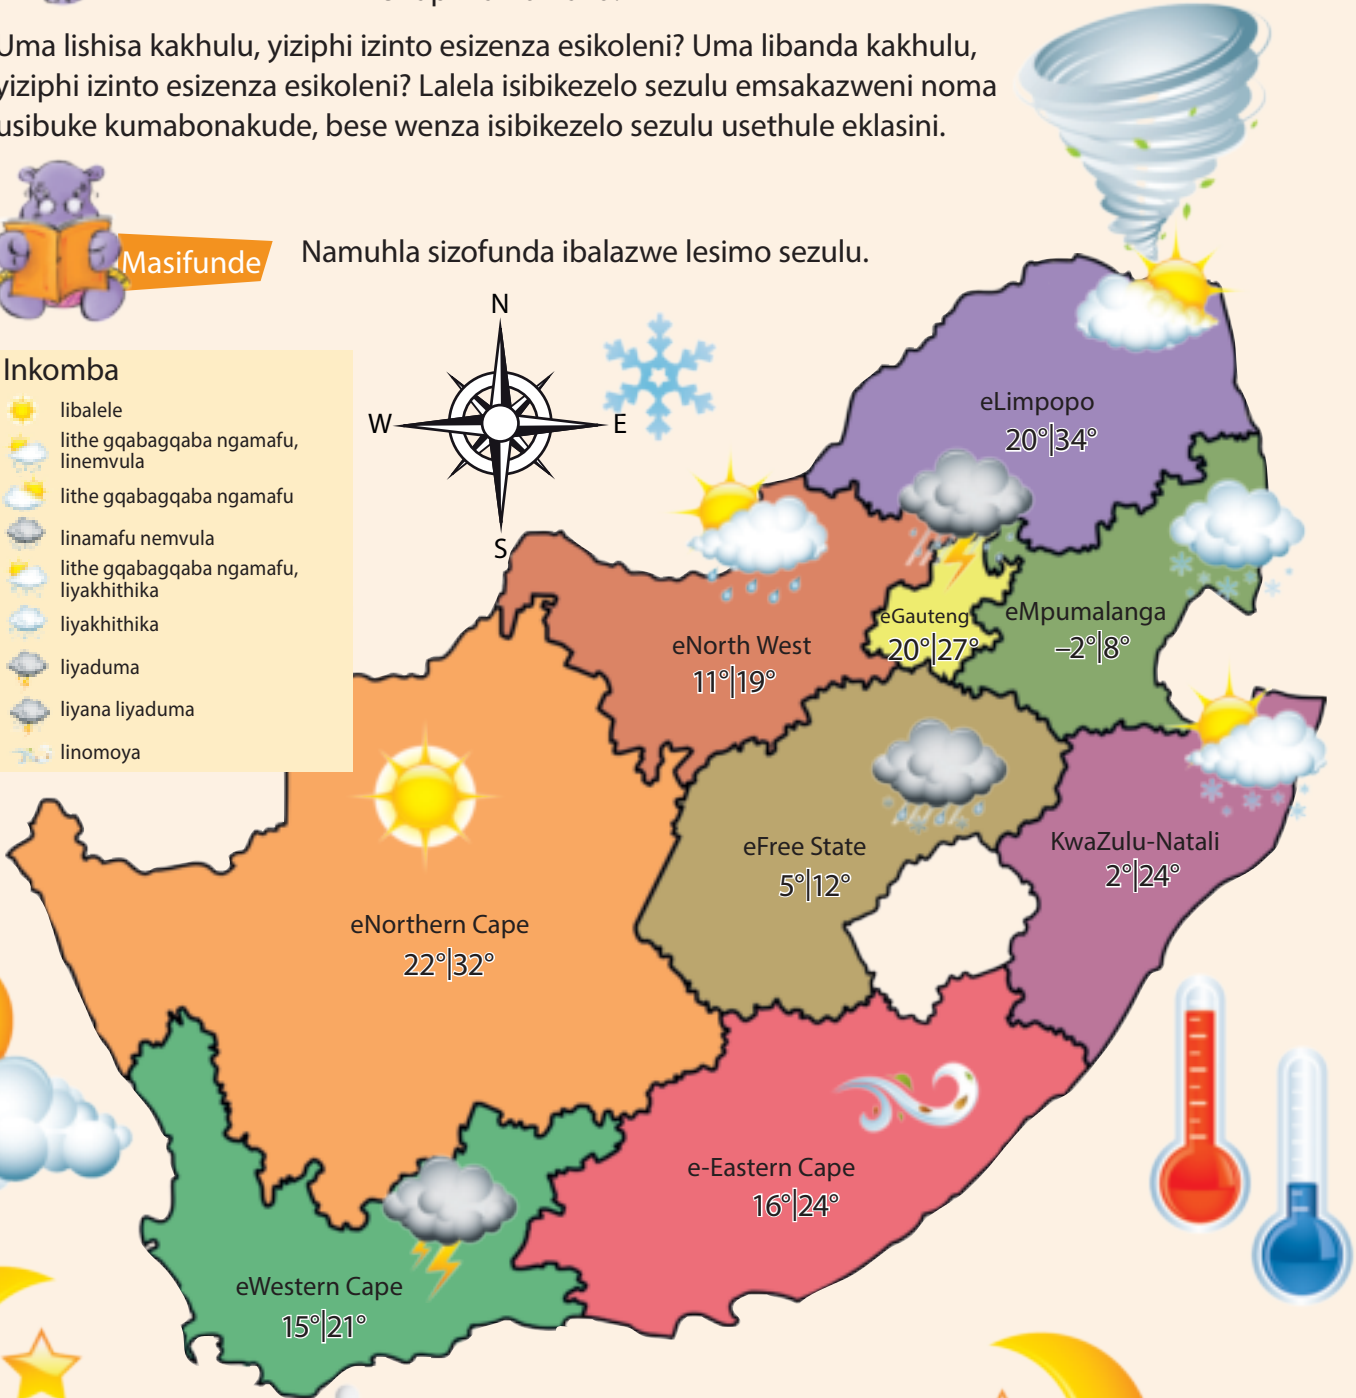 Uma lishisa kakhulu, yiziphi izinto esizenza esikoleni? Uma libanda kakhulu,
yiziphi izinto esizenza esikoleni? Lalela isibikezelo sezulu emsakazweni noma
usibuke kumabonakude, bese wenza isibikezelo sezulu usethule eklasini.
Masifunde
Namuhla sizofunda ibalazwe lesimo sezulu.
N
W
E
S
Inkomba
libalele
lithe gqabagqaba ngamafu,
linemvula
lithe gqabagqaba ngamafu
linamafu nemvula
lithe gqabagqaba ngamafu,
liyakhithika
liyakhithika
liyaduma
liyana liyaduma
linomoya
eLimpopo
20°|34°
eGauteng
20°|27°
eMpumalanga
–2°|8°
eNorth West
11°|19°
eFree State
5°|12°
KwaZulu-Natali
2°|24°
eNorthern Cape
22°|32°
e-Eastern Cape
16°|24°
eWestern Cape
15°|21°